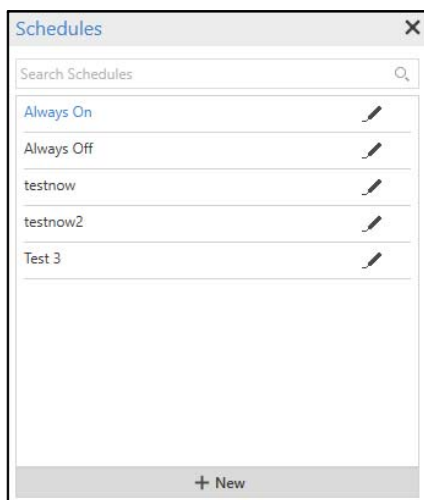 Schedules
Search Schedules
Always On
Always Off
testnow
testnow2
Test 3
+ New